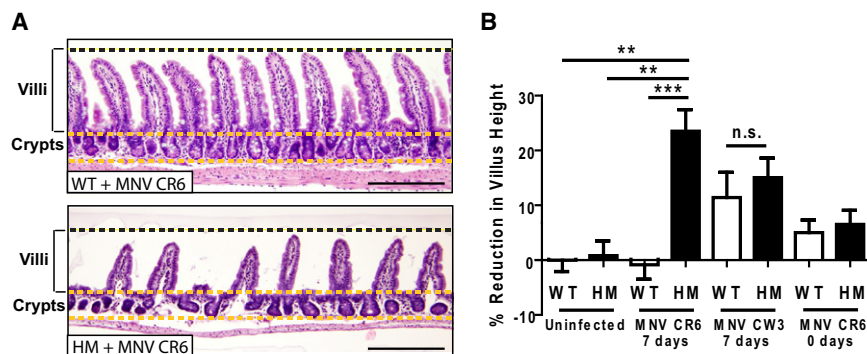 A
Villi
Crypts
WT + MNV CR6
Villi
Crypts
HM + MNV CR6
B
% Reduction in Villus Height
30
20
10
0
-10
**
**
***
n.s.
WT HM WT HM WT HM WT HM
Uninfected MNV CR6 MNV CW3 MNV CR6
7 days 7 days 0 days